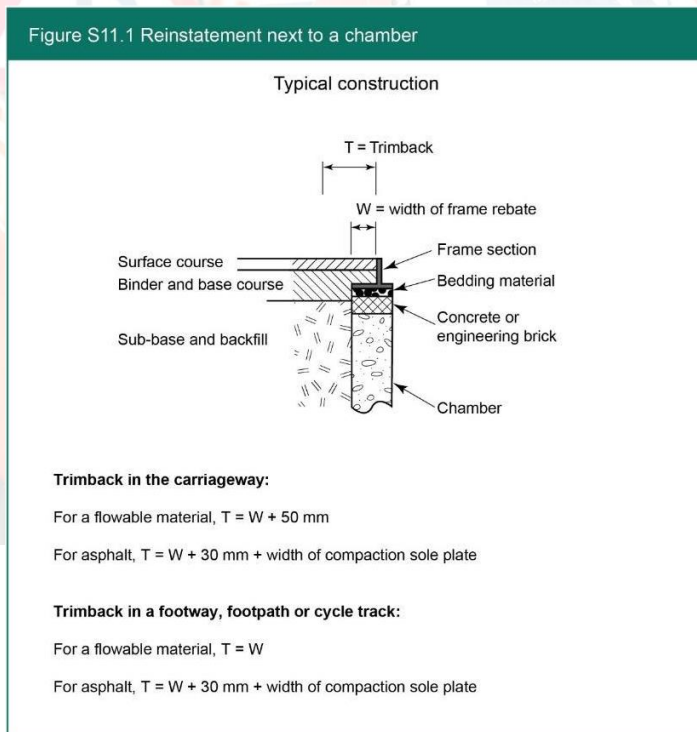 Figure S11.1 Reinstatement next to a chamber
Typical construction
T = Trimback
W = width of frame rebate
Surface course
Binder and base course
Sub-base and backfill
Frame section
Bedding material
Concrete or
engineering brick
Chamber
Trimback in the carriageway:
For a flowable material, T = W + 50 mm
For asphalt, T = W + 30 mm + width of compaction sole plate
Trimback in a footway, footpath or cycle track:
For a flowable material, T = W
For asphalt, T = W + 30 mm + width of compaction sole plate